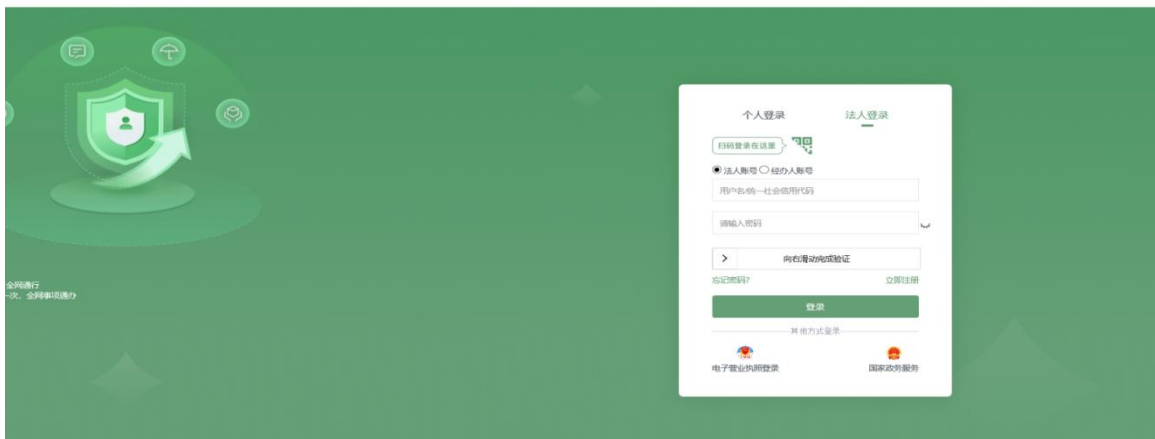 个人登录
法人登录
扫码登录在这里
法人账号 经办人账号
用户名/统一社会信用代码
请输入密码
向右滑动完成验证
忘记密码?
立即注册
登录
其他方式登录
电子营业执照登录
国家政务服务
全网通行
一次，全网事项通办